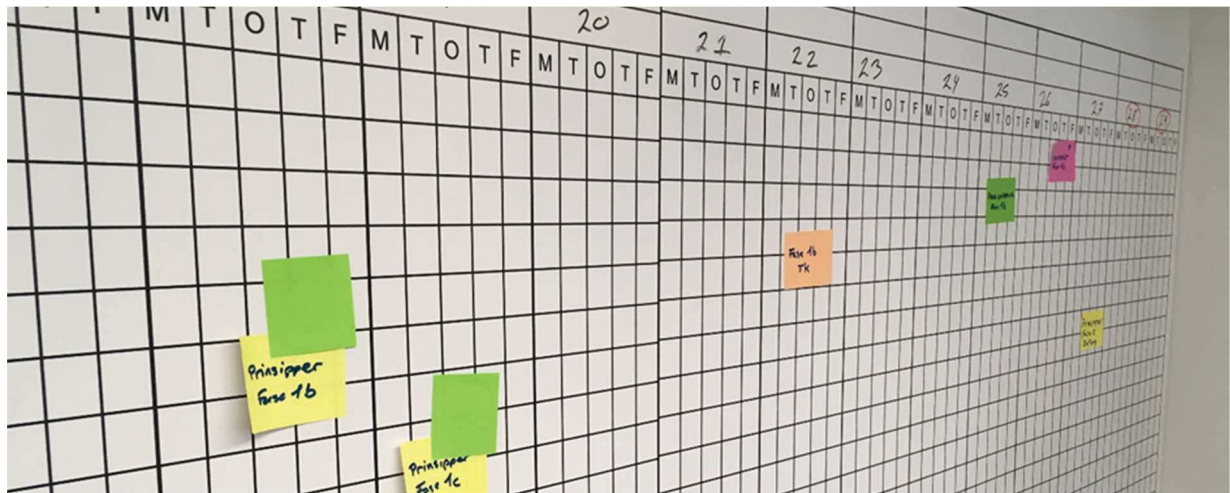 20 21 22 23 24 25 26 27
M T O T F M T O T F M T O T F M T O T F M T O T F M T O T F M T O T F M T O T F M T O T F M T O T F
Fase 1b
TK
Prinsipper
Fase 1b
Prinsipper
Fase 1c